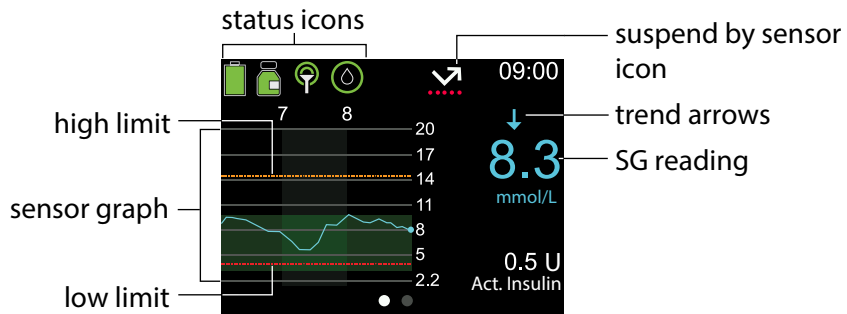 status icons
suspend by sensor
icon
09:00
7 8
high limit
trend arrows
20
17
8.3
SG reading
14
mmol/L
sensor graph
11
8
5
0.5 U
low limit
2.2
Act. Insulin